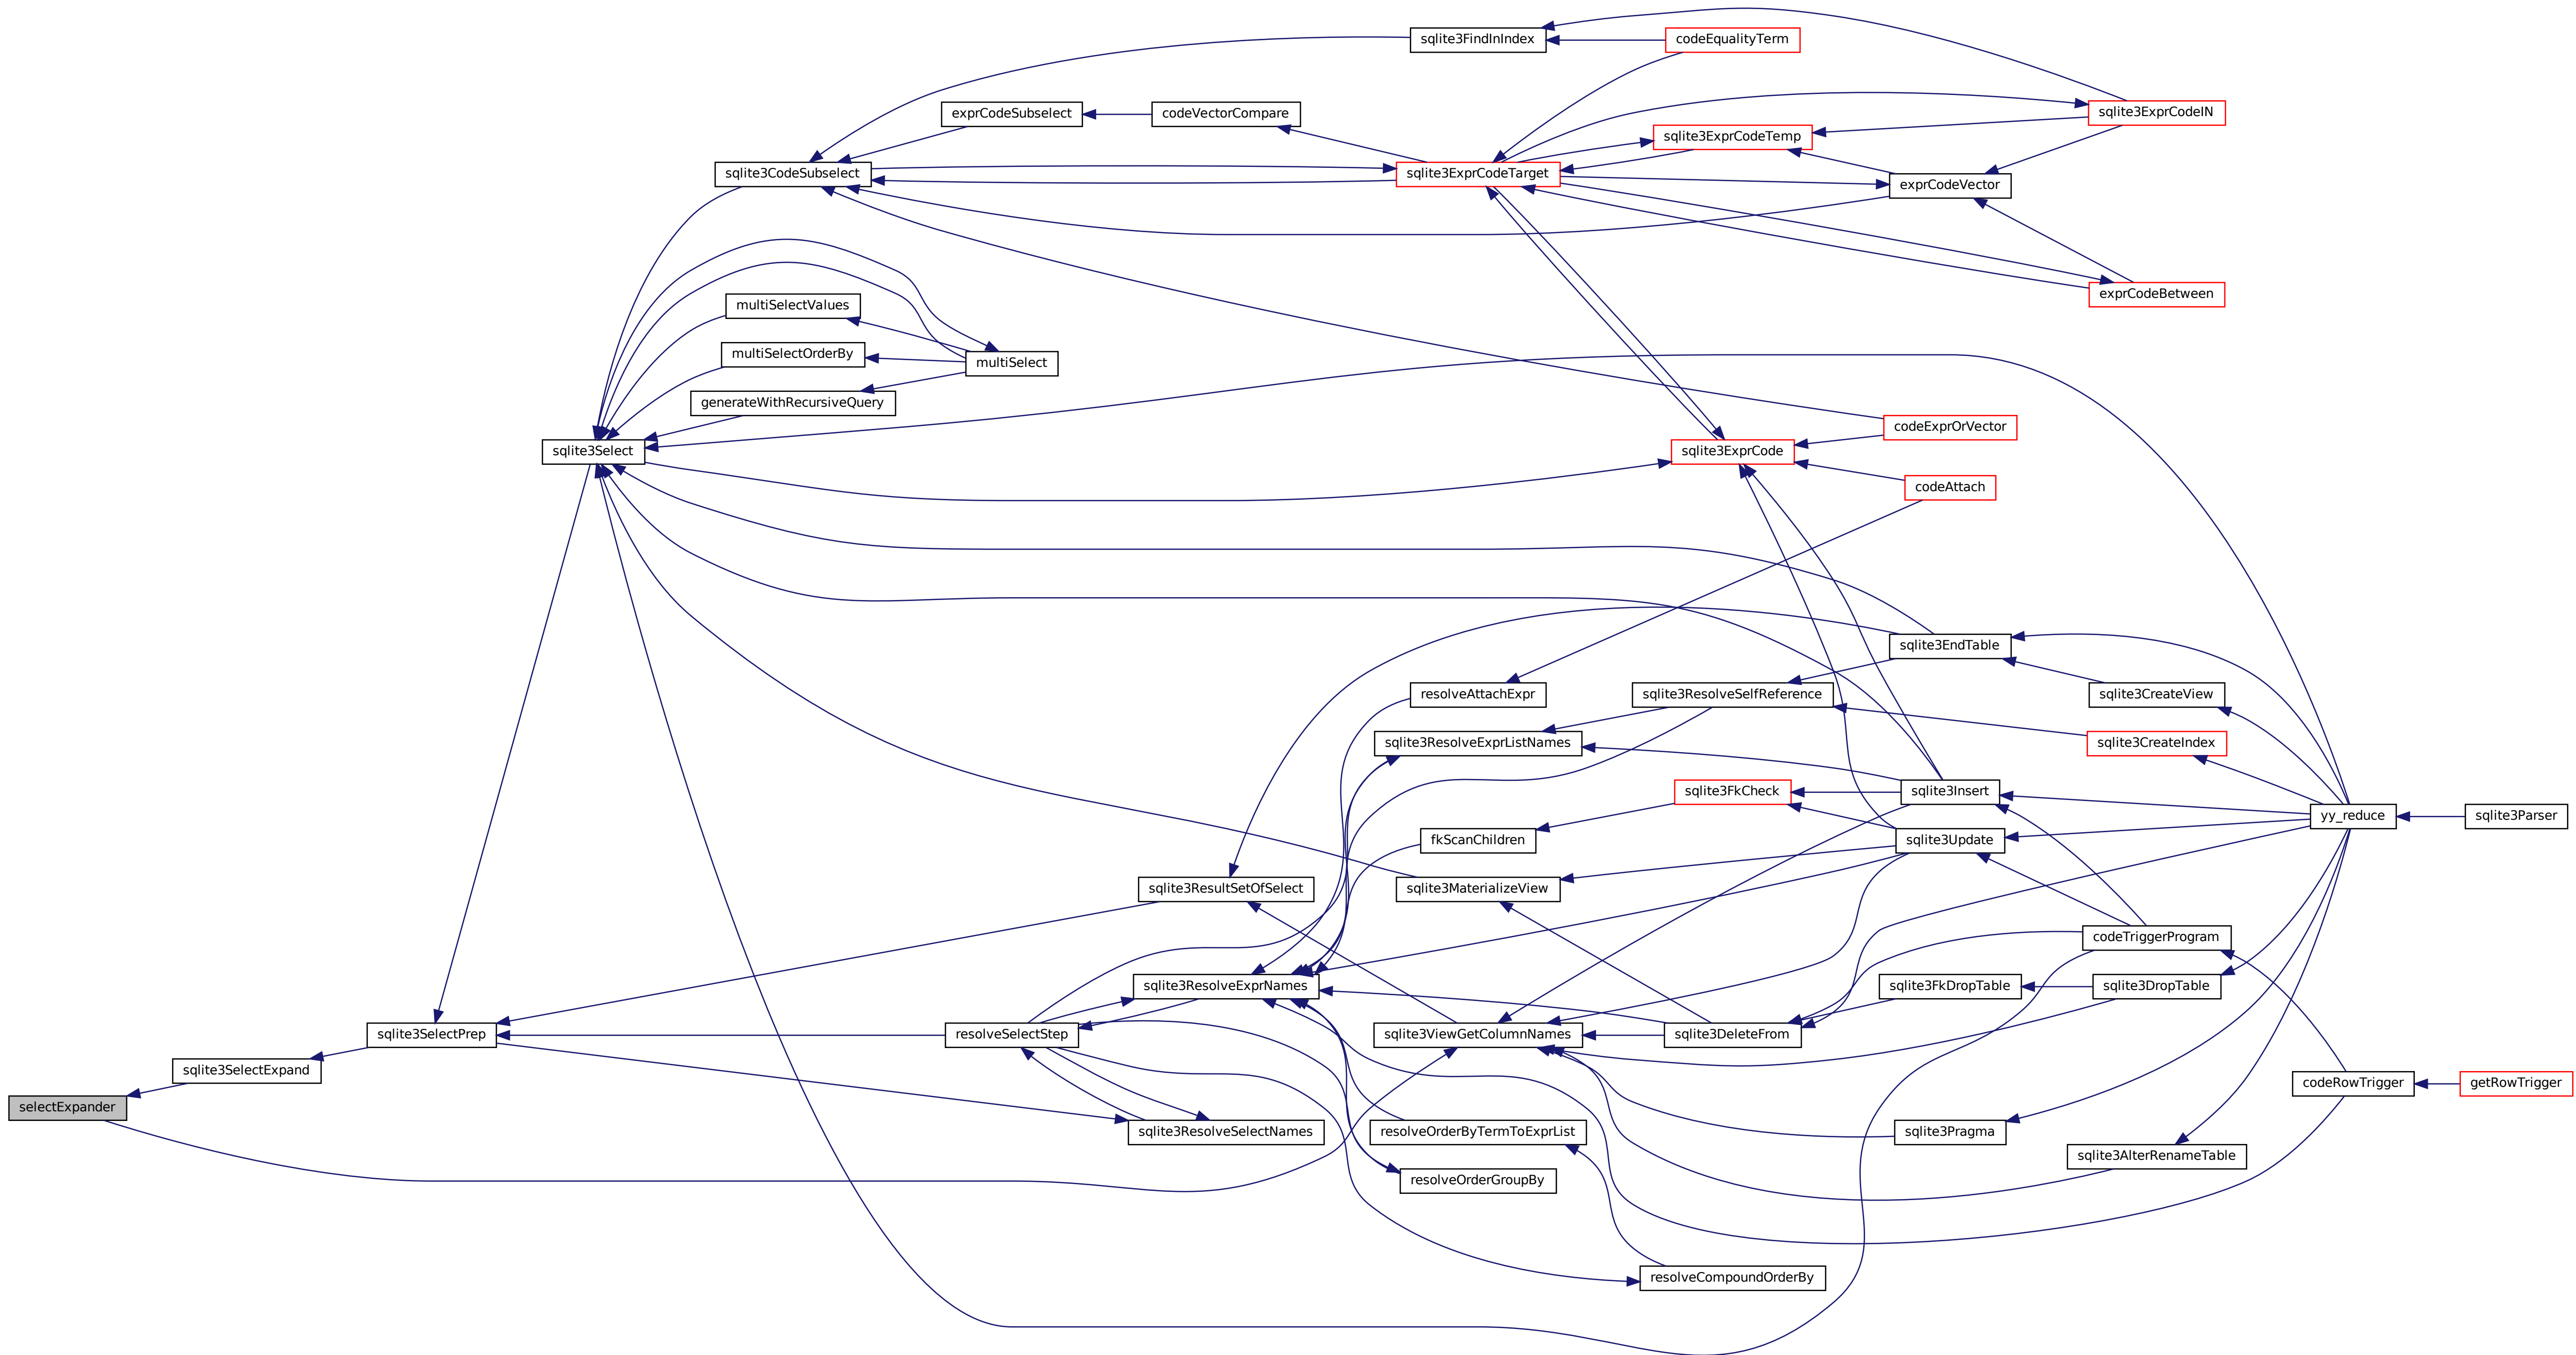 sqlite3FindInIndex
codeEqualityTerm
exprCodeSubselect
codeVectorCompare
sqlite3ExprCodeIN
sqlite3ExprCodeTemp
sqlite3CodeSubselect
sqlite3ExprCodeTarget
exprCodeVector
exprCodeBetween
multiSelectValues
multiSelectOrderBy
multiSelect
generateWithRecursiveQuery
codeExprOrVector
sqlite3Select
sqlite3ExprCode
codeAttach
sqlite3EndTable
resolveAttachExpr
sqlite3ResolveSelfReference
sqlite3CreateView
sqlite3ResolveExprListNames
sqlite3CreateIndex
sqlite3FkCheck
sqlite3Insert
yy_reduce
sqlite3Parser
fkScanChildren
sqlite3Update
sqlite3ResultSetOfSelect
sqlite3MaterializeView
codeTriggerProgram
sqlite3ResolveExprNames
sqlite3FkDropTable
sqlite3DropTable
sqlite3SelectPrep
resolveSelectStep
sqlite3ViewGetColumnNames
sqlite3DeleteFrom
sqlite3SelectExpand
codeRowTrigger
getRowTrigger
selectExpander
sqlite3ResolveSelectNames
resolveOrderByTermToExprList
sqlite3Pragma
sqlite3AlterRenameTable
resolveOrderGroupBy
resolveCompoundOrderBy